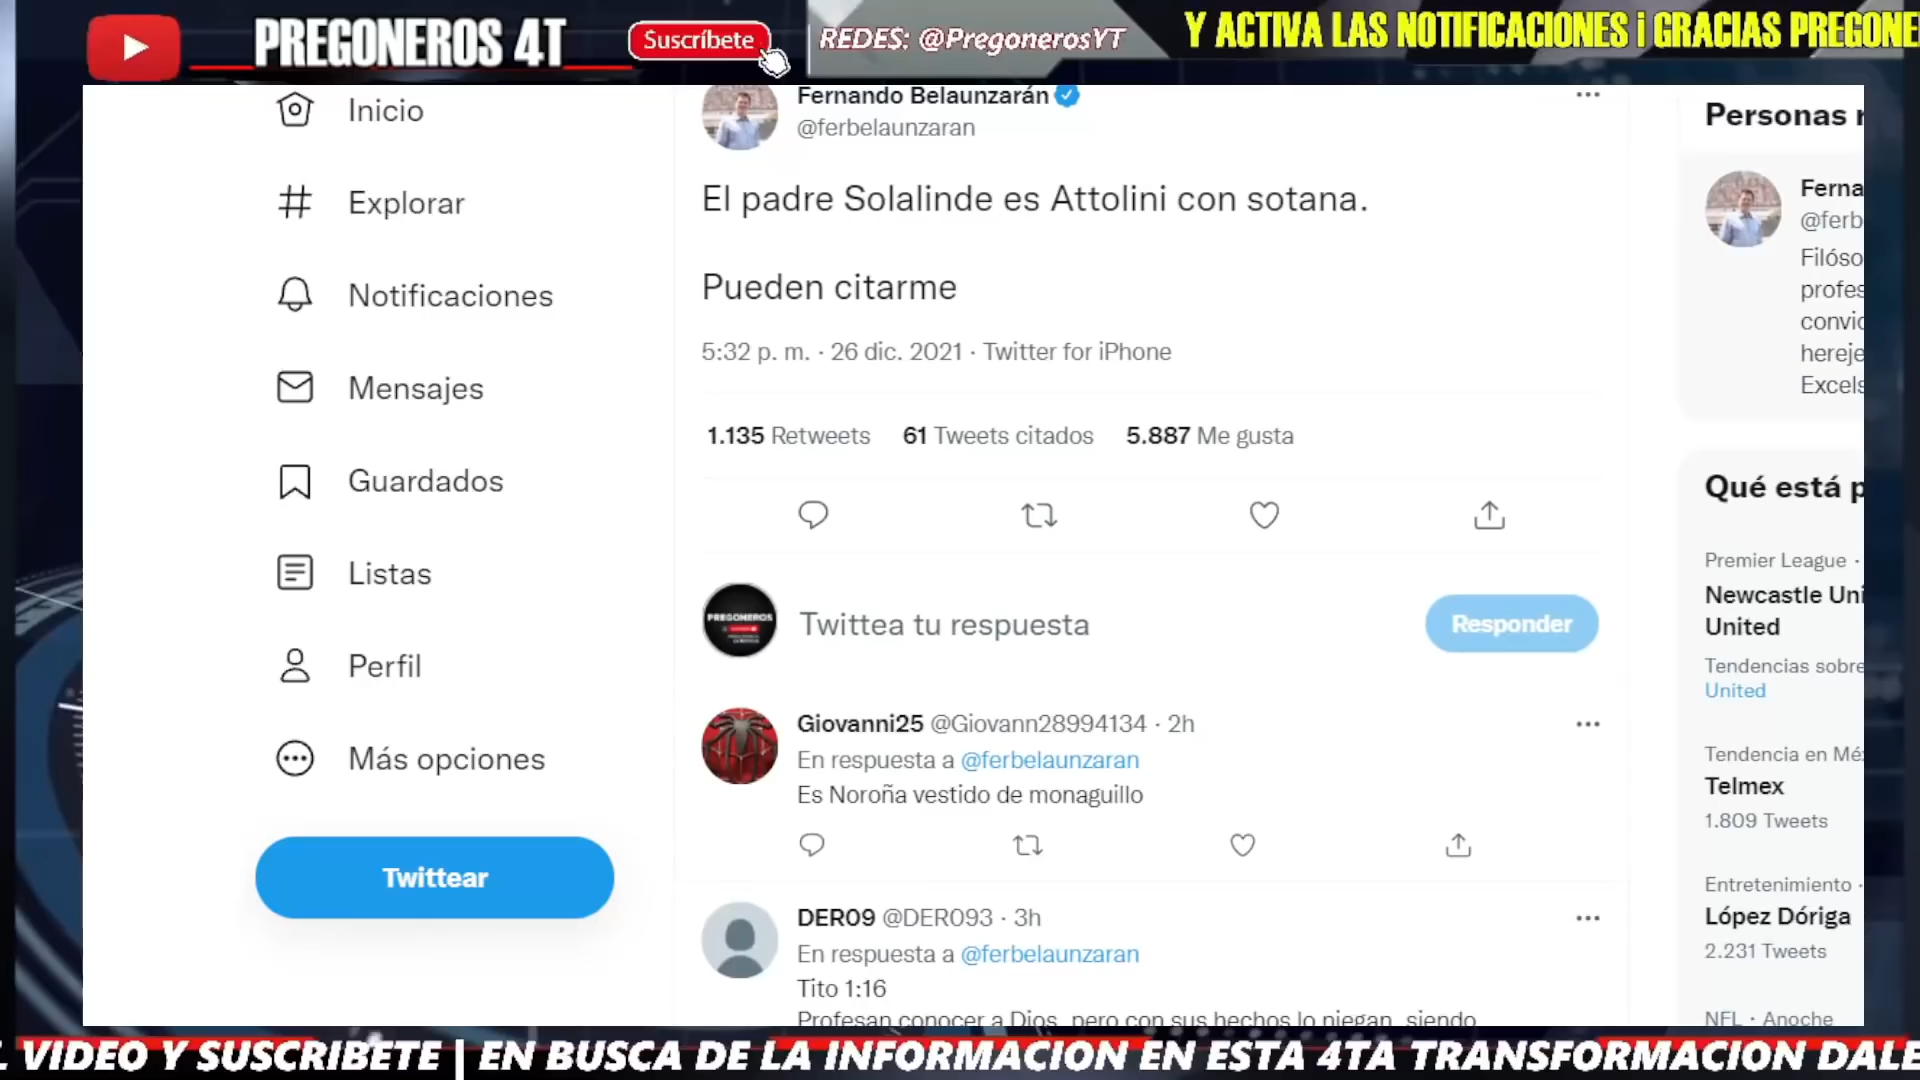 PREGONEROS 4T
Suscríbete
REDES: @PregonerosYT
Y ACTIVA LAS NOTIFICACIONES ¡ GRACIAS PREGONE
Inicio
Explorar
Notificaciones
Mensajes
Guardados
Listas
Perfil
Más opciones
Twittear
Fernando Belaunzarán
@ferbelaunzaran
El padre Solalinde es Attolini con sotana.
Pueden citarme
5:32 p. m. · 26 dic. 2021 · Twitter for iPhone
1.135 Retweets 61 Tweets citados 5.887 Me gusta
PREGONEROS
Twittea tu respuesta
Responder
Giovanni25 @Giovann28994134 · 2h
En respuesta a @ferbelaunzaran
Es Noroña vestido de monaguillo
DER09 @DER093 · 3h
En respuesta a @ferbelaunzaran
Tito 1:16
Profesan conocer a Dios, pero con sus hechos lo niegan, siendo
Personas r
Ferna
@ferb
Filóso
profes
convic
hereje
Excels
Qué está p
Premier League ·
Newcastle Uni
United
Tendencias sobre
United
Tendencia en Mé
Telmex
1.809 Tweets
Entretenimiento ·
López Dóriga
2.231 Tweets
NFL · Anoche
L VIDEO Y SUSCRIBETE | EN BUSCA DE LA INFORMACION EN ESTA 4TA TRANSFORMACION DALE